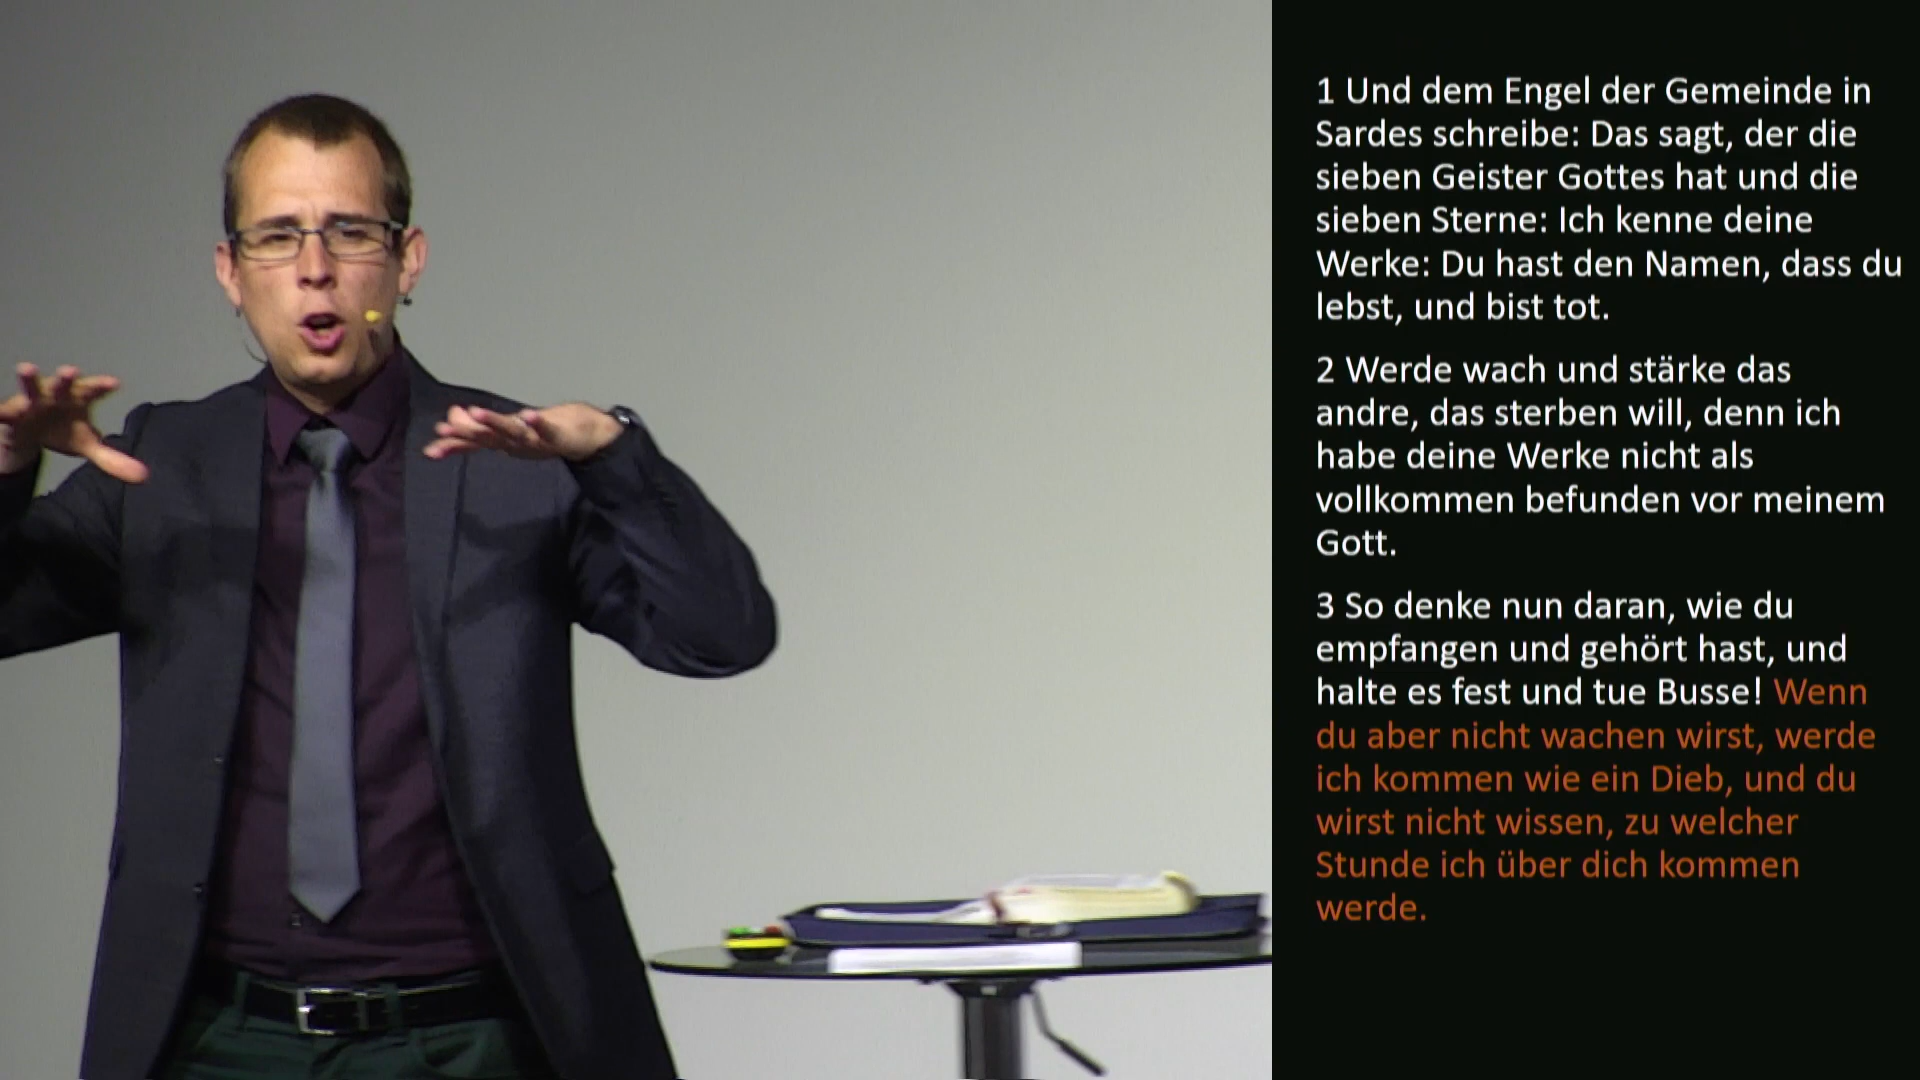 1 Und dem Engel der Gemeinde in
Sardes schreibe: Das sagt, der die
sieben Geister Gottes hat und die
sieben Sterne: Ich kenne deine
Werke: Du hast den Namen, dass du
lebst, und bist tot.
2 Werde wach und stärke das
andre, das sterben will, denn ich
habe deine Werke nicht als
vollkommen befunden vor meinem
Gott.
3 So denke nun daran, wie du
empfangen und gehört hast, und
halte es fest und tue Busse! Wenn
du aber nicht wachen wirst, werde
ich kommen wie ein Dieb, und du
wirst nicht wissen, zu welcher
Stunde ich über dich kommen
werde.